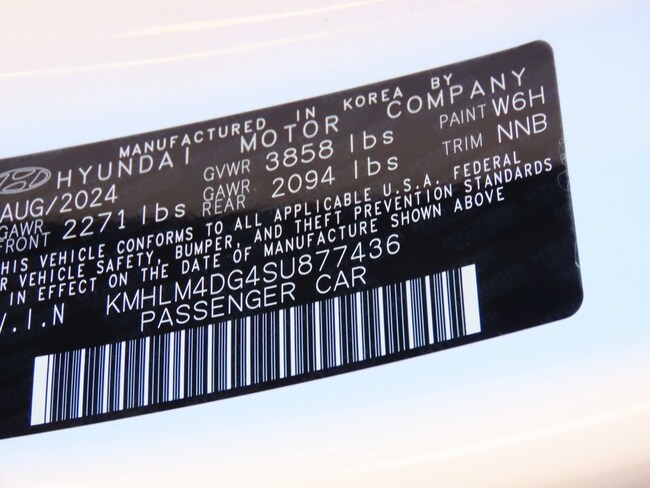 MANUFACTURED IN KOREA BY
HYUNDAI MOTOR COMPANY
AUG/2024 GVWR 3858 lbs PAINT W6H
GAWR FRONT 2271 lbs GAWR REAR 2094 lbs TRIM NNB
THIS VEHICLE CONFORMS TO ALL APPLICABLE U.S.A. FEDERAL
R VEHICLE SAFETY, BUMPER, AND THEFT PREVENTION STANDARDS
IN EFFECT ON THE DATE OF MANUFACTURE SHOWN ABOVE
V.I.N KMHLM4DG4SU877436
PASSENGER CAR